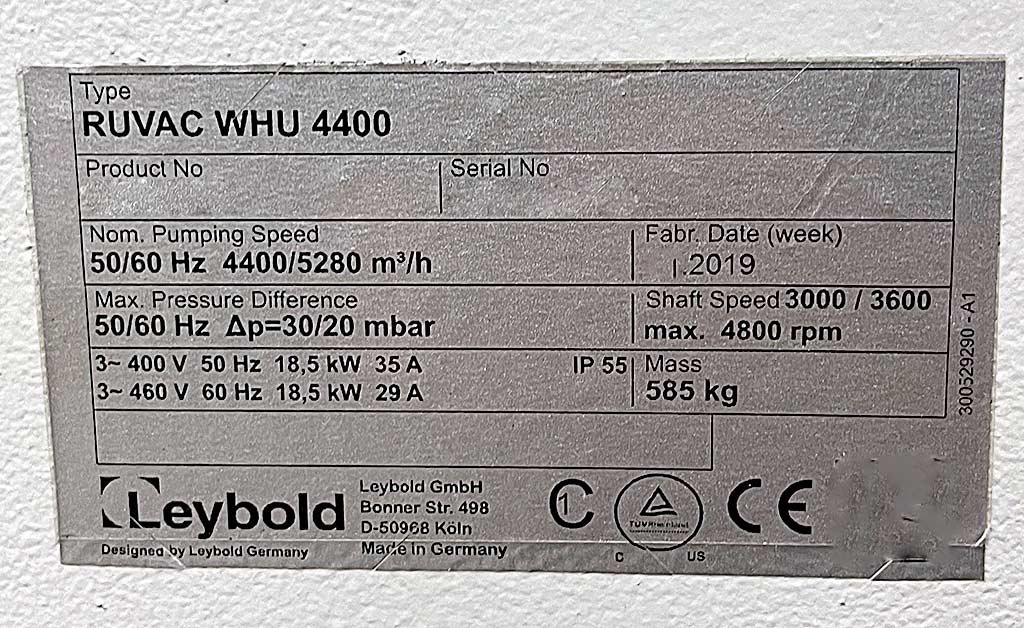 Type
RUVAC WHU 4400
Product No Serial No
Nom. Pumping Speed Fabr. Date (week)
50/60 Hz 4400/5280 m³/h .2019
Max. Pressure Difference Shaft Speed 3000 / 3600
50/60 Hz Δp=30/20 mbar max. 4800 rpm
3~ 400 V 50 Hz 18,5 kW 35 A IP 55 Mass
3~ 460 V 60 Hz 18,5 kW 29 A 585 kg
300529290 - A1
Leybold
Designed by Leybold Germany
Leybold GmbH
Bonner Str. 498
D-50968 Köln
Made in Germany
C1
TÜVRheinland
C US
CE